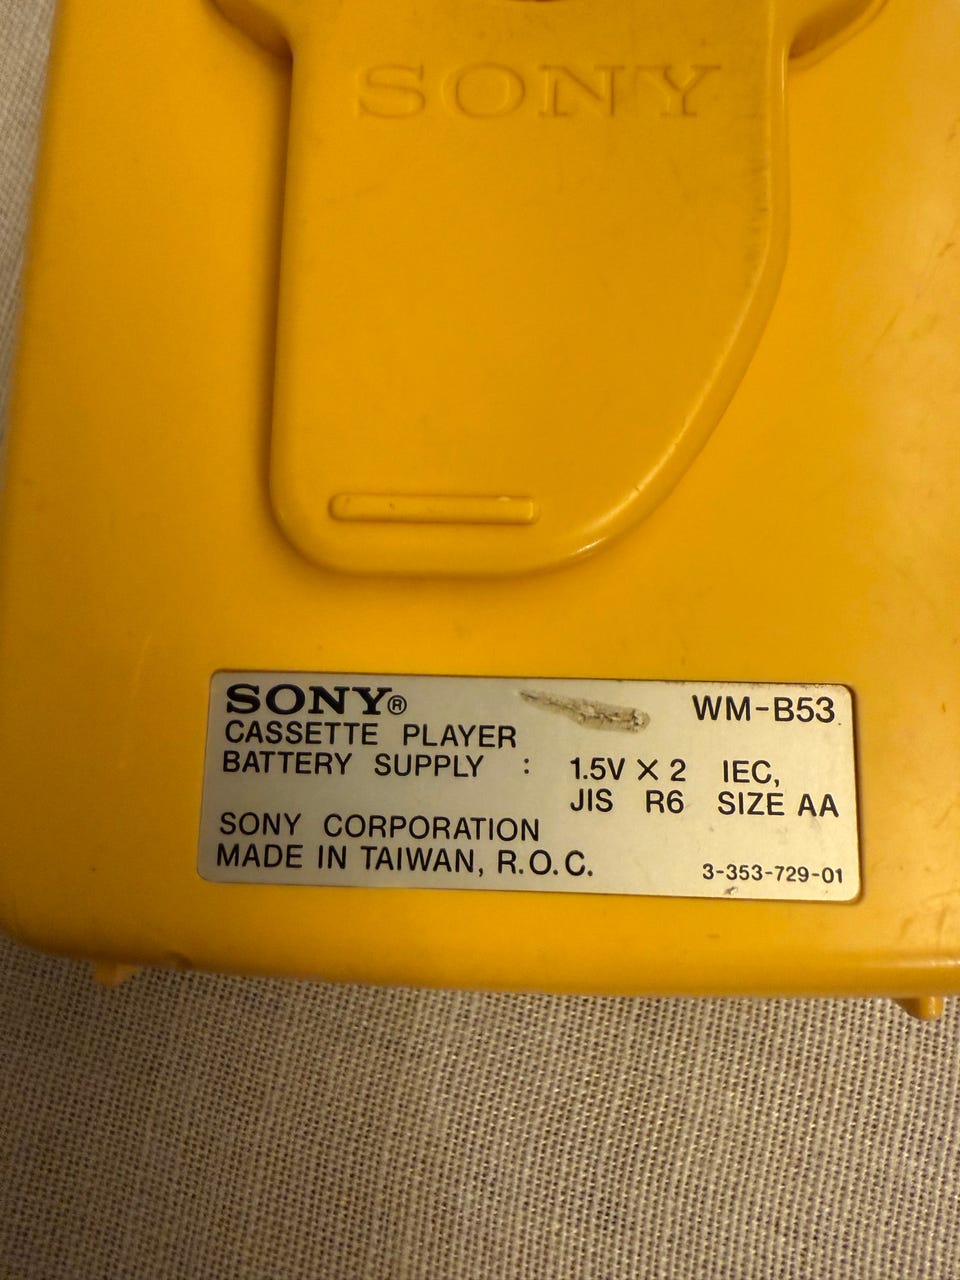 SONY
SONY® WM-B53
CASSETTE PLAYER
BATTERY SUPPLY : 1.5V X 2 IEC,
JIS R6 SIZE AA
SONY CORPORATION
MADE IN TAIWAN, R.O.C. 3-353-729-01